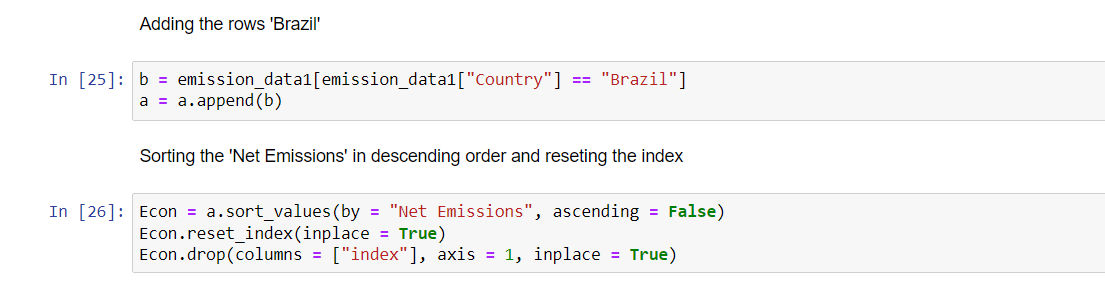 Adding the rows 'Brazil'
In [25]: b = emission_data1[emission_data1["Country"] == "Brazil"]
a = a.append(b)
Sorting the 'Net Emissions' in descending order and reseting the index
In [26]: Econ = a.sort_values(by = "Net Emissions", ascending = False)
Econ.reset_index(inplace = True)
Econ.drop(columns = ["index"], axis = 1, inplace = True)